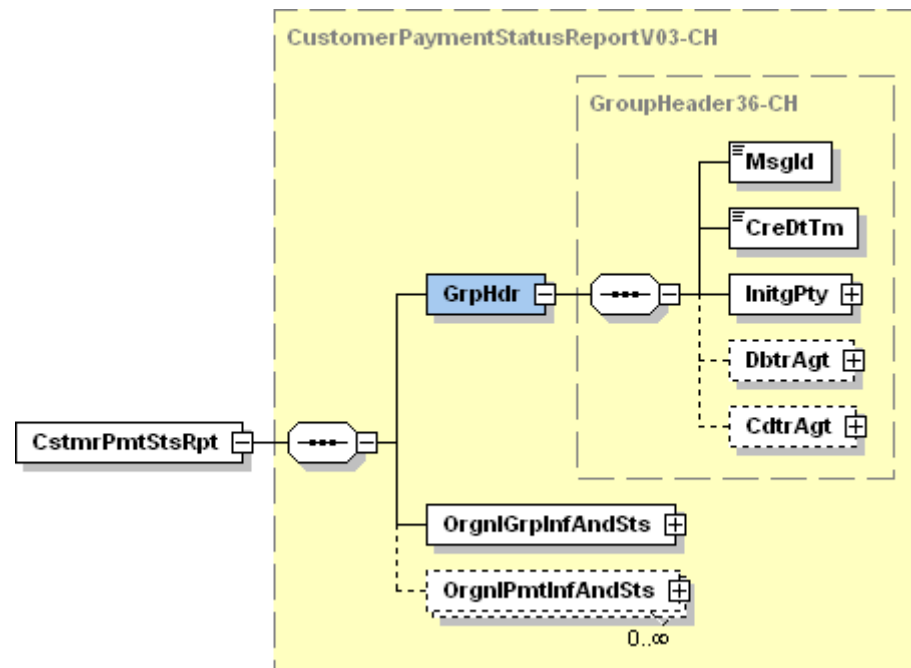 CustomerPaymentStatusReportV03-CH
GroupHeader36-CH
MsgId
CreDtTm
GrpHdr
InitgPty
DbtrAgt
CdtrAgt
CstmrPmtStsRpt
OrgnlGrpInfAndSts
OrgnlPmtInfAndSts
0..∞